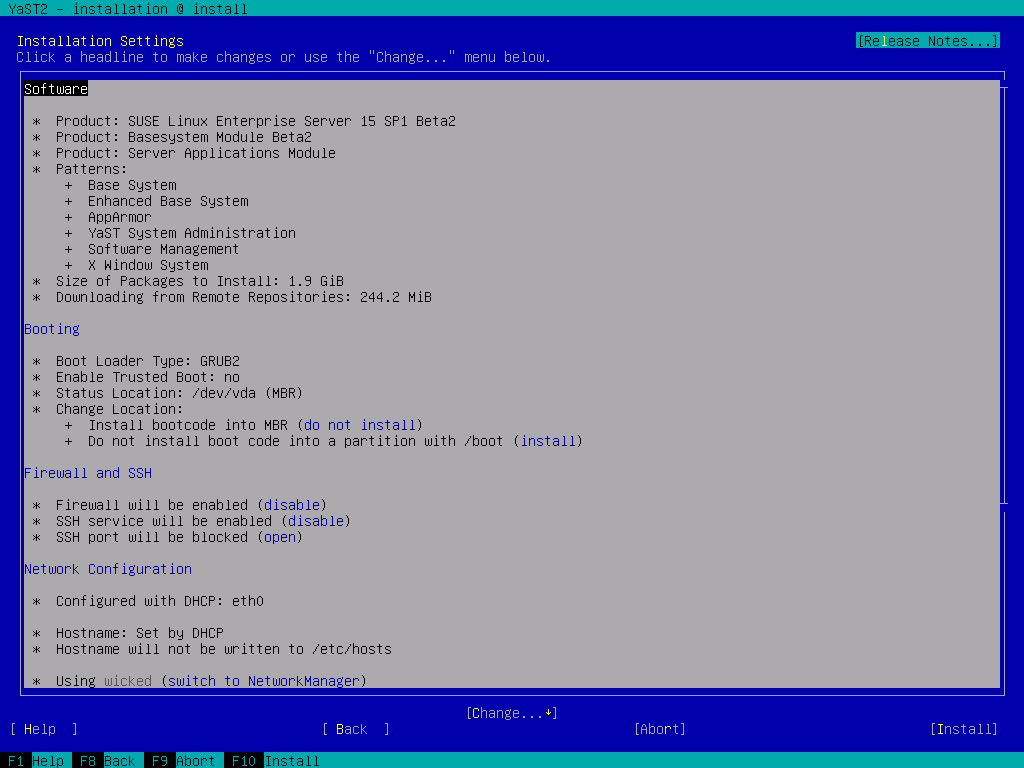 YaST2 - installation @ install
Installation Settings
[Release Notes...]
Click a headline to make changes or use the "Change..." menu below.
Software
* Product: SUSE Linux Enterprise Server 15 SP1 Beta2
* Product: Basesystem Module Beta2
* Product: Server Applications Module
* Patterns:
+ Base System
+ Enhanced Base System
+ AppArmor
+ YaST System Administration
+ Software Management
+ X Window System
* Size of Packages to Install: 1.9 GiB
* Downloading from Remote Repositories: 244.2 MiB
Booting
* Boot Loader Type: GRUB2
* Enable Trusted Boot: no
* Status Location: /dev/vda (MBR)
* Change Location:
+ Install bootcode into MBR (do not install)
+ Do not install boot code into a partition with /boot (install)
Firewall and SSH
* Firewall will be enabled (disable)
* SSH service will be enabled (disable)
* SSH port will be blocked (open)
Network Configuration
* Configured with DHCP: eth0
* Hostname: Set by DHCP
* Hostname will not be written to /etc/hosts
* Using wicked (switch to NetworkManager)
[Change...↓]
[ Help ] [ Back ] [Abort] [Install]
F1 Help F8 Back F9 Abort F10 Install